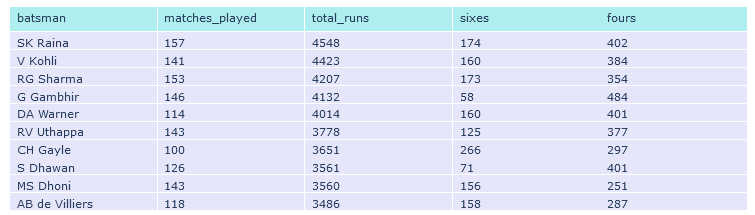 batsman matches_played total_runs sixes fours
SK Raina 157 4548 174 402
V Kohli 141 4423 160 384
RG Sharma 153 4207 173 354
G Gambhir 146 4132 58 484
DA Warner 114 4014 160 401
RV Uthappa 143 3778 125 377
CH Gayle 100 3651 266 297
S Dhawan 126 3561 71 401
MS Dhoni 143 3560 156 251
AB de Villiers 118 3486 158 287